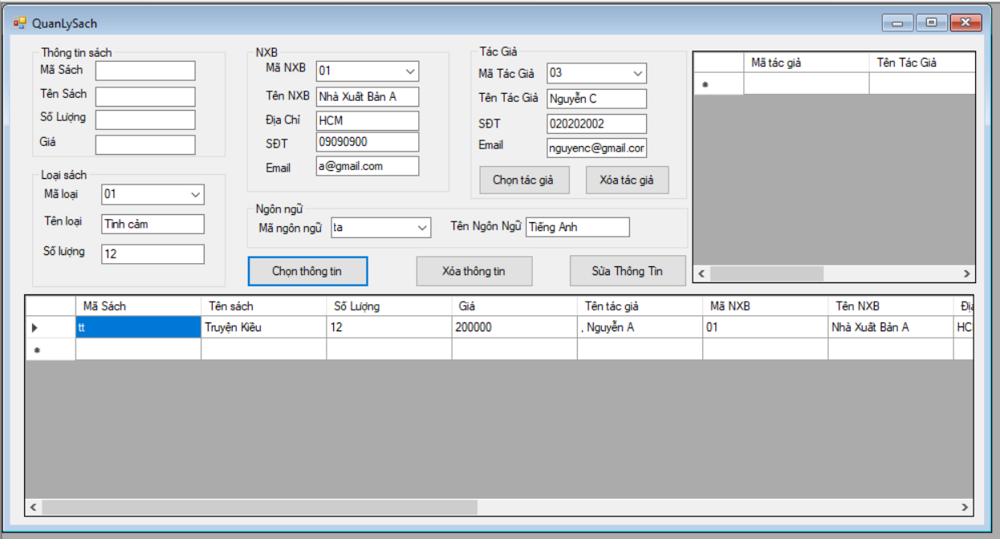 QuanLySach
Thông tin sách
Mã Sách
Tên Sách
Số Lượng
Giá
Loại sách
Mã loại 01
Tên loại Tình cảm
Số lượng 12
NXB
Mã NXB 01
Tên NXB Nhà Xuất Bản A
Địa Chỉ HCM
SĐT 09090900
Email a@gmail.com
Tác Giả
Mã Tác Giả 03
Tên Tác Giả Nguyễn C
SĐT 020202002
Email nguyenc@gmail.cor
Chọn tác giả Xóa tác giả
Ngôn ngữ
Mã ngôn ngữ ta Tên Ngôn Ngữ Tiếng Anh
Chọn thông tin Xóa thông tin Sửa Thông Tin
Mã tác giả Tên Tác Giả
Mã Sách Tên sách Số Lượng Giá Tên tác giả Mã NXB Tên NXB Địa
tt Truyện Kiều 12 200000 , Nguyễn A 01 Nhà Xuất Bản A HC